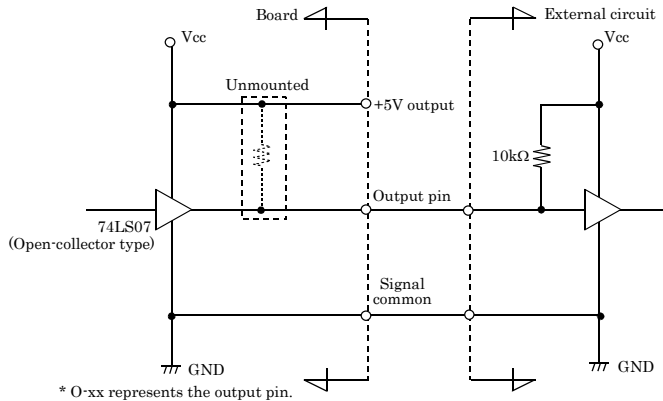 Board
External circuit
Vcc
Vcc
Unmounted
+5V output
10kΩ
Output pin
74LS07
(Open-collector type)
Signal
common
GND
GND
* O-xx represents the output pin.